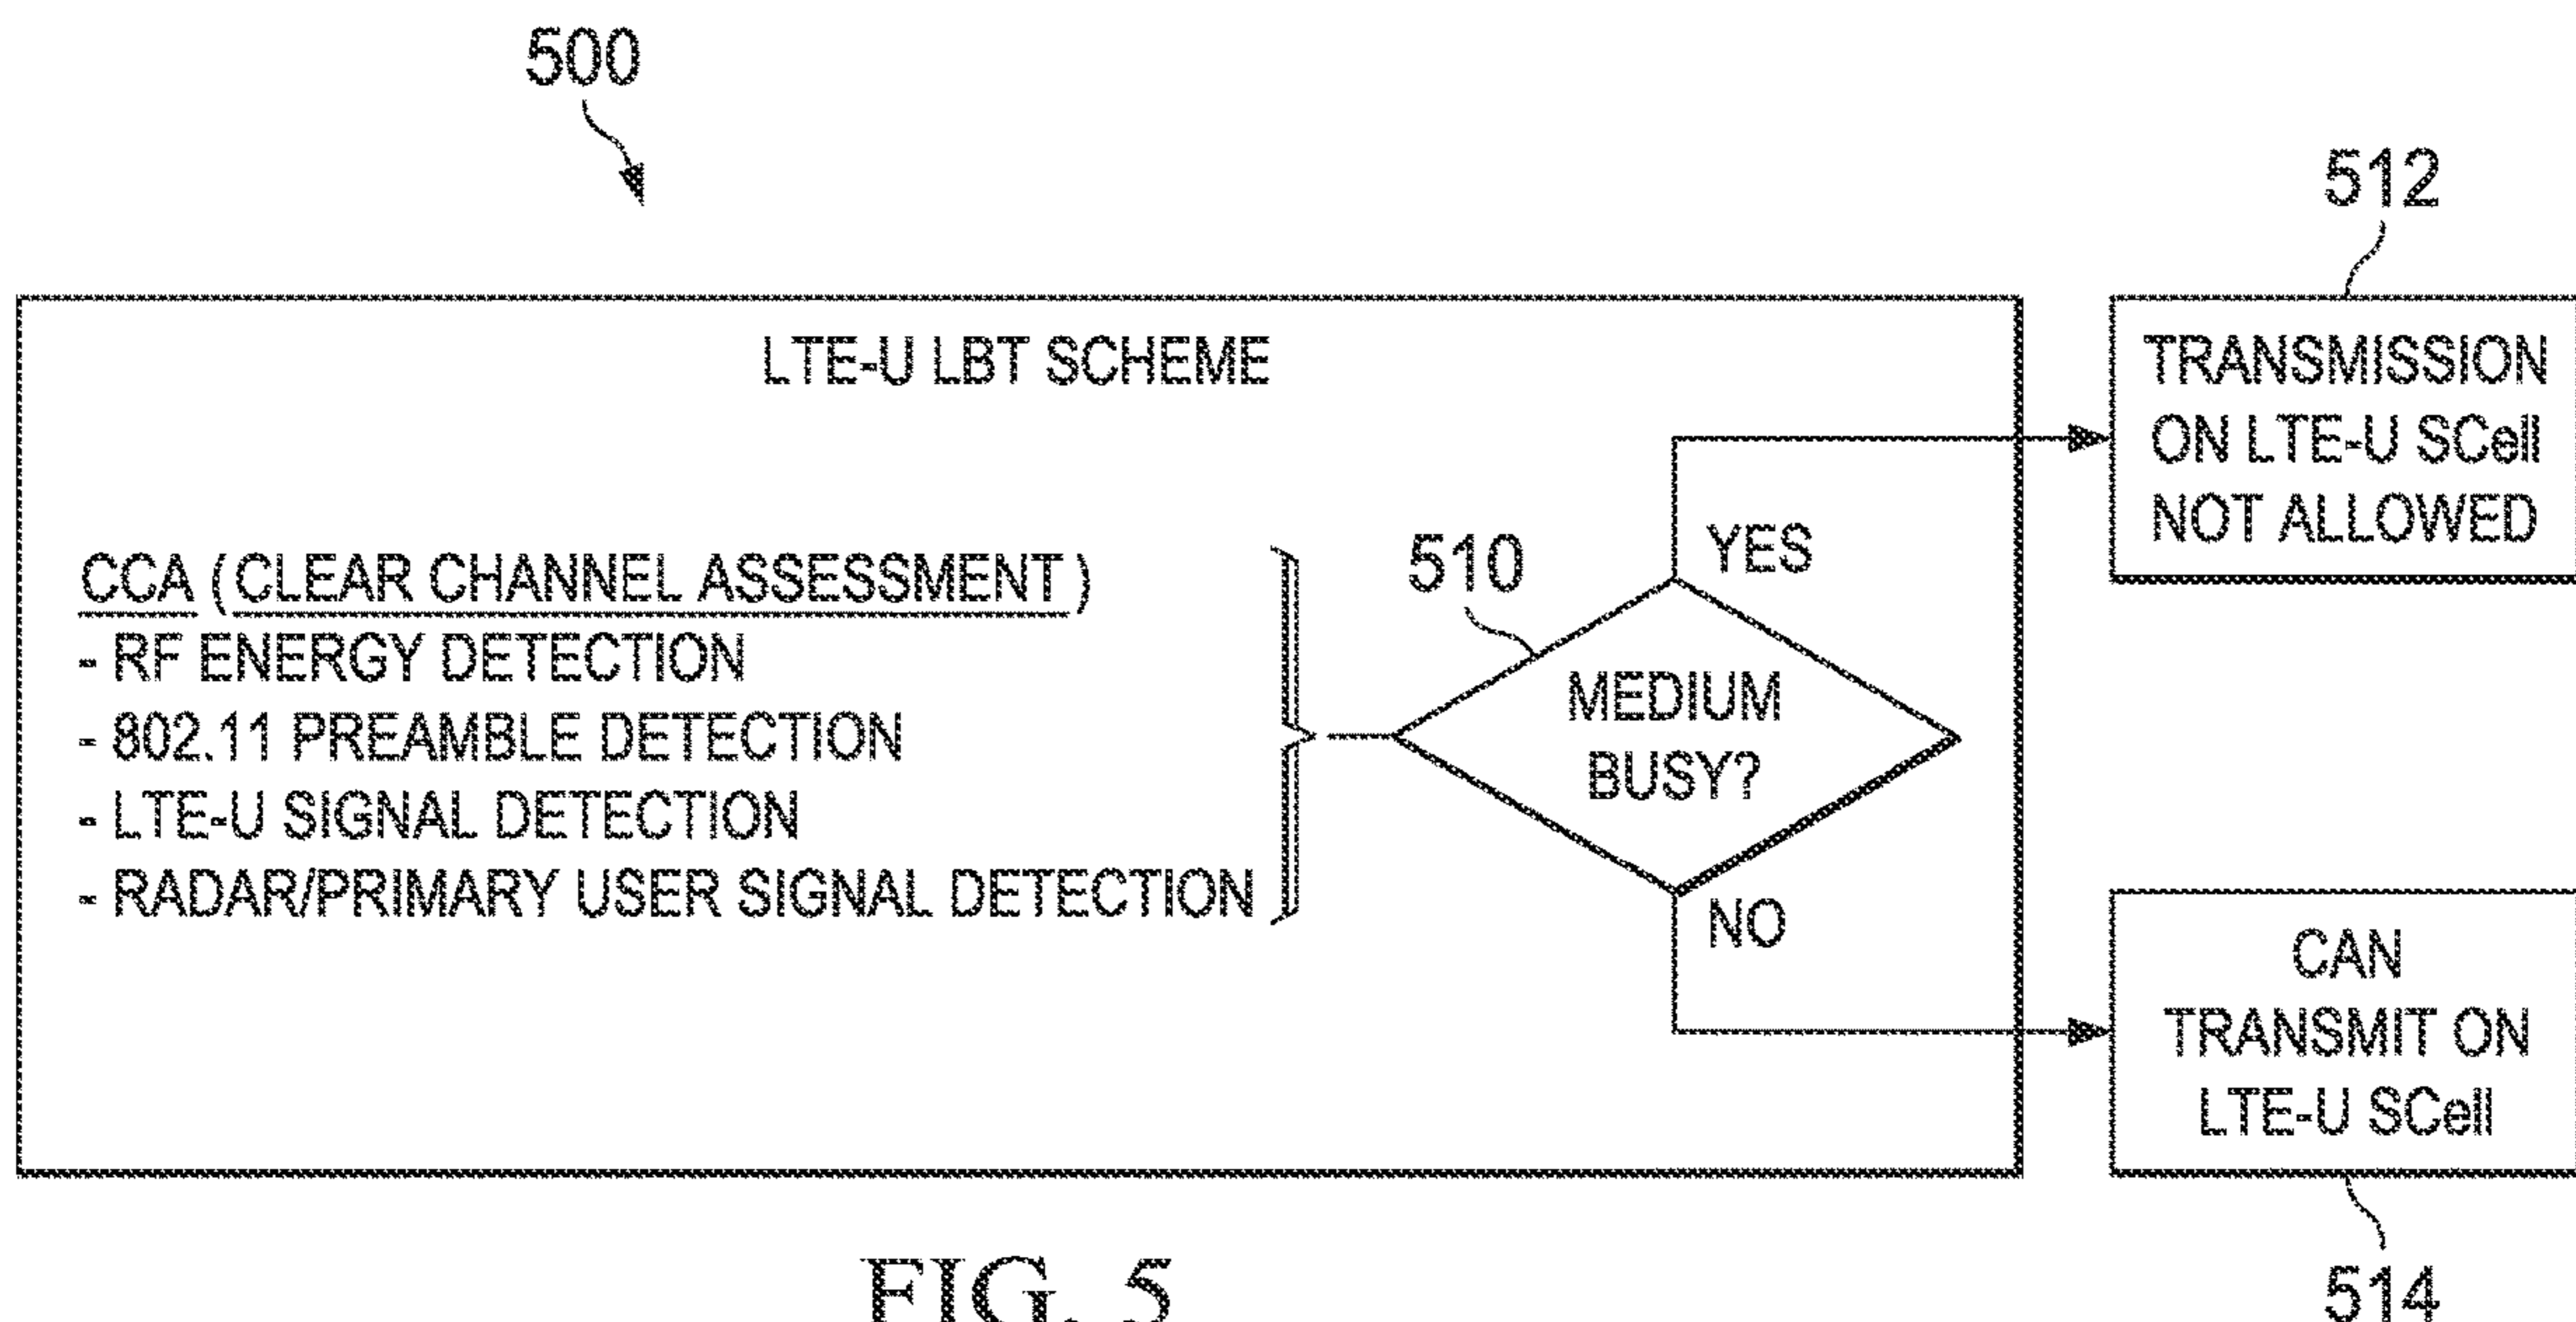 500
512
LTE-U LBT SCHEME
TRANSMISSION
ON LTE-U SCell
NOT ALLOWED
CCA (CLEAR CHANNEL ASSESSMENT)
- RF ENERGY DETECTION
- 802.11 PREAMBLE DETECTION
- LTE-U SIGNAL DETECTION
- RADAR/PRIMARY USER SIGNAL DETECTION
510
YES
MEDIUM
BUSY?
NO
CAN
TRANSMIT ON
LTE-U SCell
514
FIG. 5